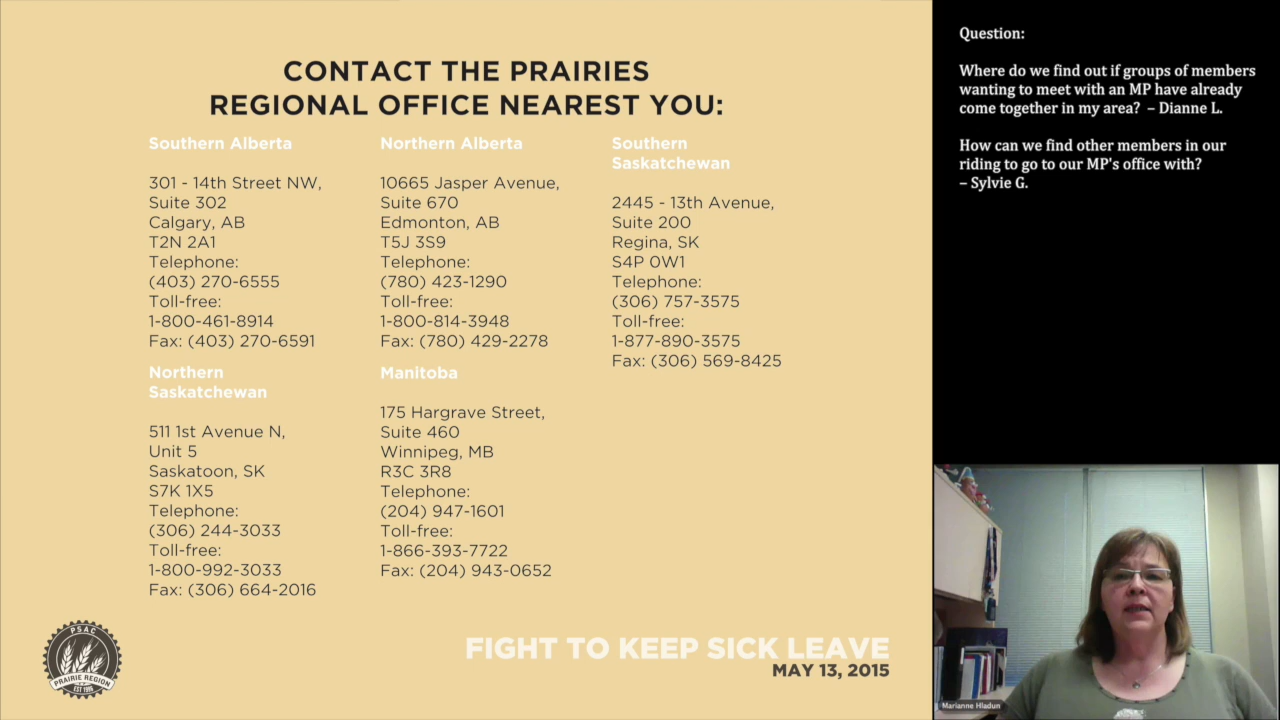 CONTACT THE PRAIRIES
REGIONAL OFFICE NEAREST YOU:
Southern Alberta
301 - 14th Street NW,
Suite 302
Calgary, AB
T2N 2A1
Telephone:
(403) 270-6555
Toll-free:
1-800-461-8914
Fax: (403) 270-6591
Northern Alberta
10665 Jasper Avenue,
Suite 670
Edmonton, AB
T5J 3S9
Telephone:
(780) 423-1290
Toll-free:
1-800-814-3948
Fax: (780) 429-2278
Southern
Saskatchewan
2445 - 13th Avenue,
Suite 200
Regina, SK
S4P 0W1
Telephone:
(306) 757-3575
Toll-free:
1-877-890-3575
Fax: (306) 569-8425
Northern
Saskatchewan
511 1st Avenue N,
Unit 5
Saskatoon, SK
S7K 1X5
Telephone:
(306) 244-3033
Toll-free:
1-800-992-3033
Fax: (306) 664-2016
Manitoba
175 Hargrave Street,
Suite 460
Winnipeg, MB
R3C 3R8
Telephone:
(204) 947-1601
Toll-free:
1-866-393-7722
Fax: (204) 943-0652
PSAC
PRAIRIE REGION
EST 1966
FIGHT TO KEEP SICK LEAVE
MAY 13, 2015
Question:
Where do we find out if groups of members
wanting to meet with an MP have already
come together in my area? – Dianne L.
How can we find other members in our
riding to go to our MP's office with?
– Sylvie G.
Marianne Hladun